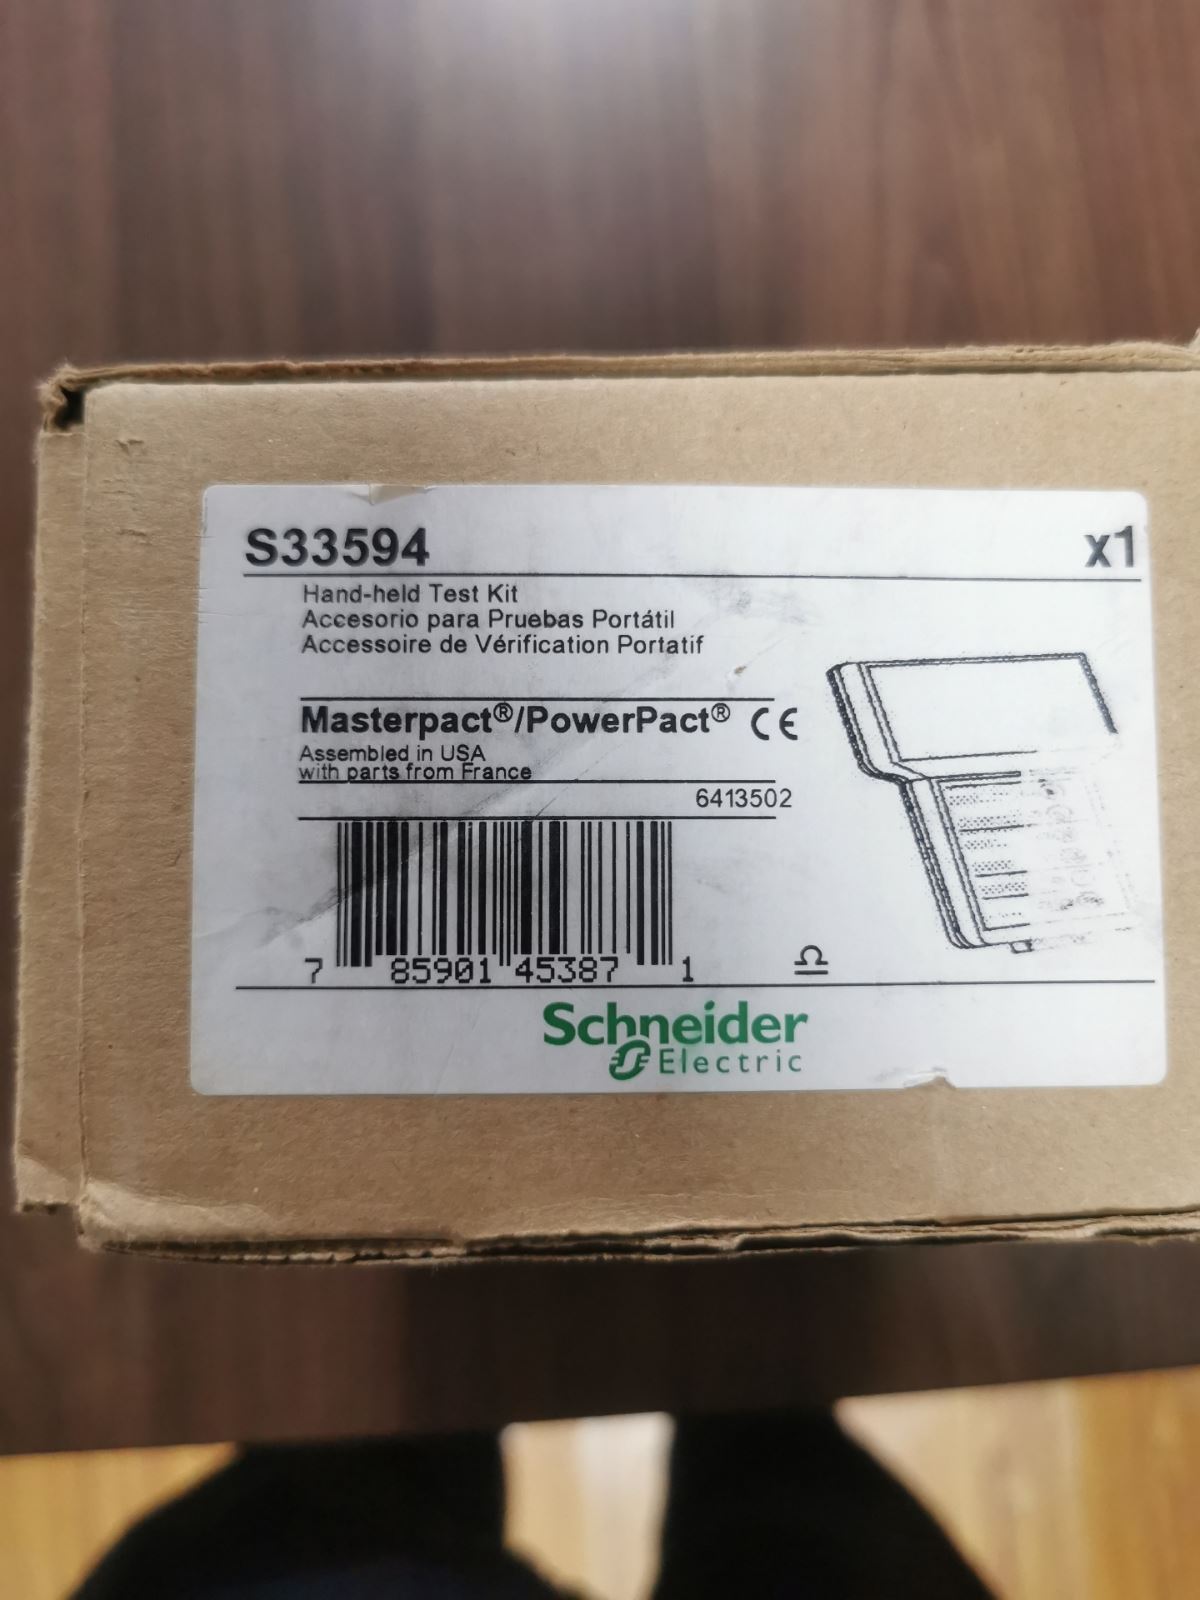 S33594
x1
Hand-held Test Kit
Accesorio para Pruebas Portátil
Accessoire de Vérification Portatif
Masterpact®/PowerPact® CE
Assembled in USA
with parts from France
6413502
7 85901 45387 1
Schneider
Electric